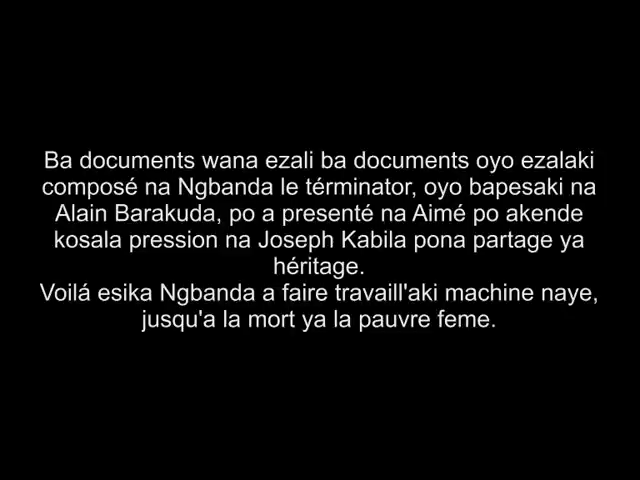 Ba documents wana ezali ba documents oyo ezalaki
composé na Ngbanda le términator, oyo bapesaki na
Alain Barakuda, po a presenté na Aimé po akende
kosala pression na Joseph Kabila pona partage ya
héritage.
Voilá esika Ngbanda a faire travaill'aki machine naye,
jusqu'a la mort ya la pauvre feme.